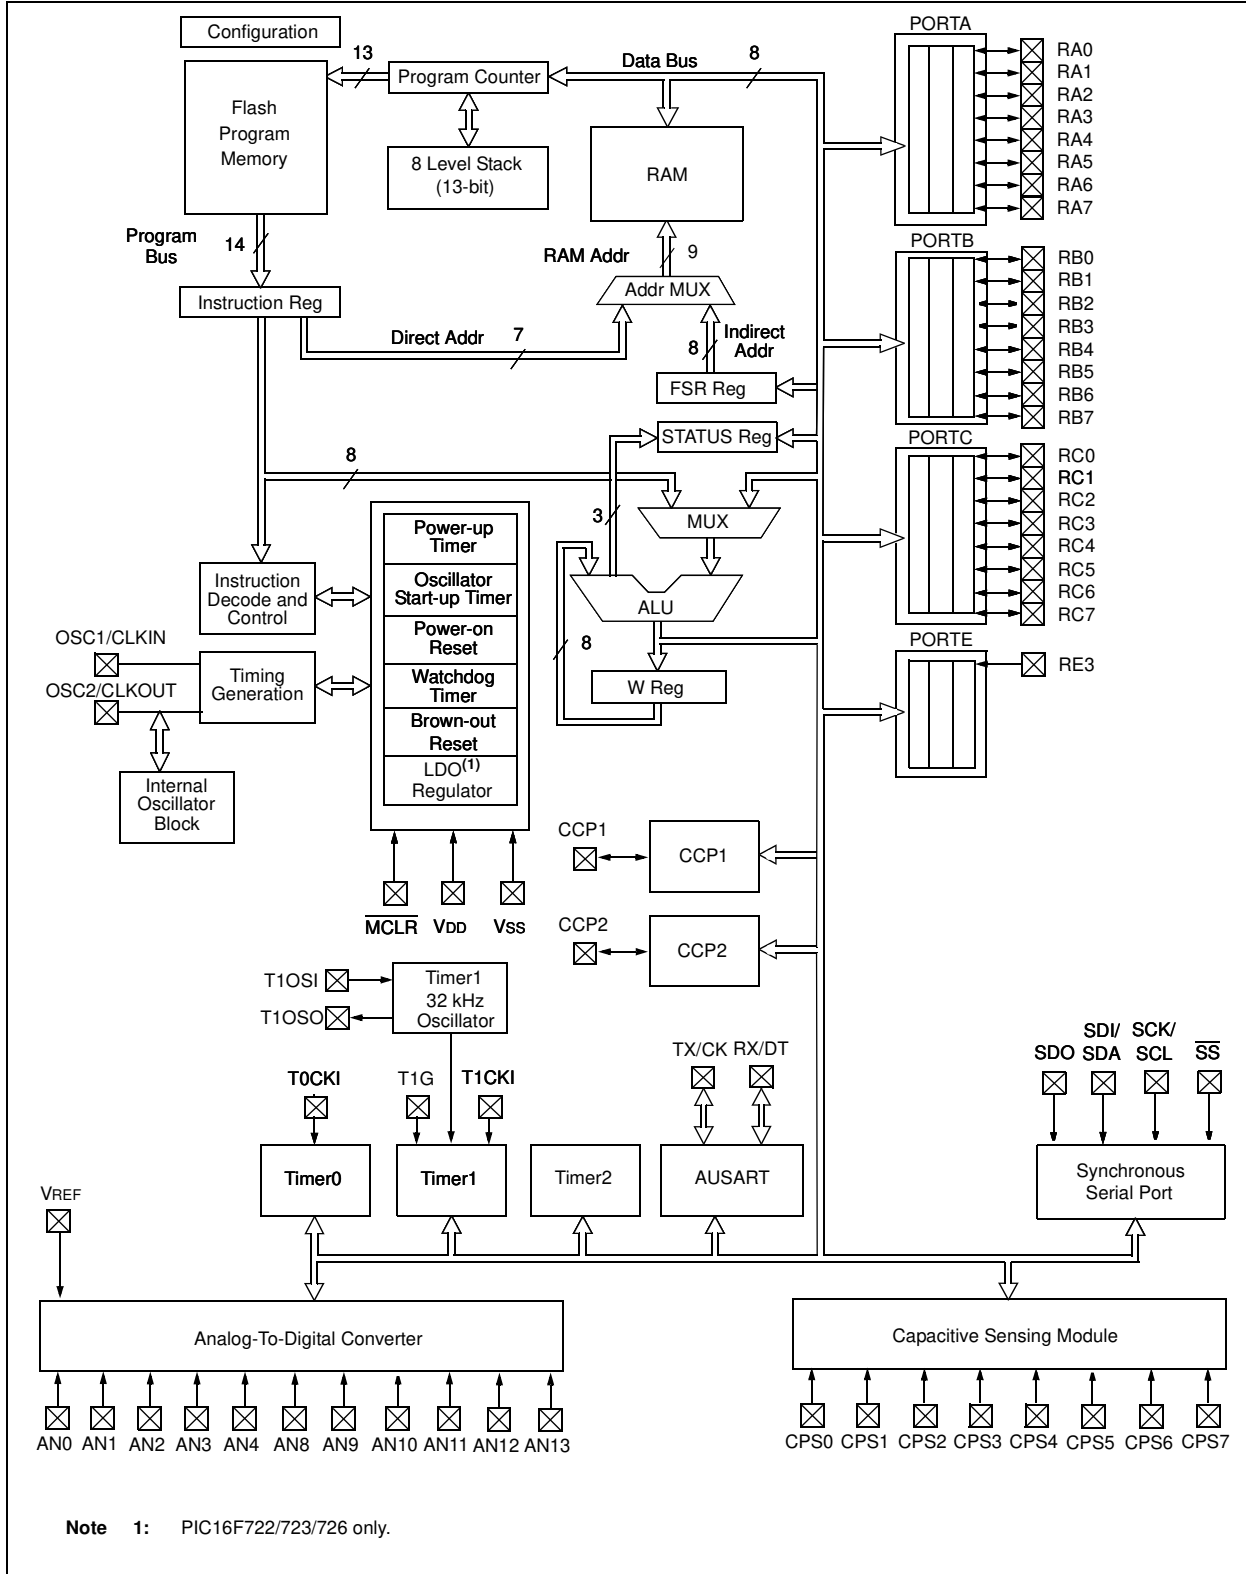 Configuration
PORTA
Flash
Program
Memory
13
Program Counter
Data Bus
8
8 Level Stack
(13-bit)
RAM
RA0
RA1
RA2
RA3
RA4
RA5
RA6
RA7
Program
Bus
14
RAM Addr
9
Addr MUX
Instruction Reg
Direct Addr
7
8
Indirect
Addr
FSR Reg
STATUS Reg
PORTB
RB0
RB1
RB2
RB3
RB4
RB5
RB6
RB7
8
3
MUX
ALU
8
W Reg
PORTC
RC0
RC1
RC2
RC3
RC4
RC5
RC6
RC7
Power-up
Timer
Oscillator
Start-up Timer
Power-on
Reset
Watchdog
Timer
Brown-out
Reset
LDO(1)
Regulator
Instruction
Decode and
Control
OSC1/CLKIN
OSC2/CLKOUT
Timing
Generation
Internal
Oscillator
Block
PORTE
RE3
MCLR
VDD
VSS
CCP1
CCP1
CCP2
CCP2
T1OSI
T1OSO
Timer1
32 kHz
Oscillator
T0CKI
T1G
T1CKI
TX/CK
RX/DT
SDO
SDI/
SDA
SCK/
SCL
SS
Timer0
Timer1
Timer2
AUSART
Synchronous
Serial Port
VREF
Analog-To-Digital Converter
Capacitive Sensing Module
AN0 AN1 AN2 AN3 AN4 AN8 AN9 AN10 AN11 AN12 AN13
CPS0 CPS1 CPS2 CPS3 CPS4 CPS5 CPS6 CPS7
Note 1: PIC16F722/723/726 only.